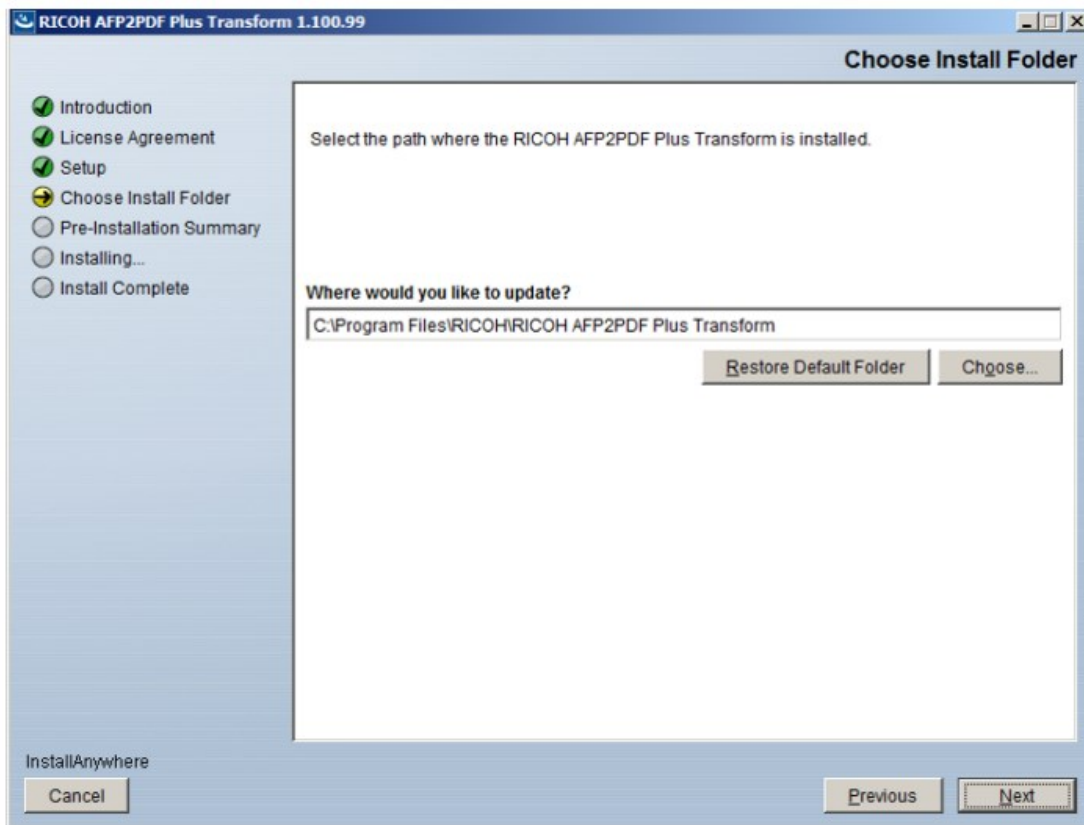 RICOH AFP2PDF Plus Transform 1.100.99
Choose Install Folder
Introduction
License Agreement
Setup
Choose Install Folder
Pre-Installation Summary
Installing...
Install Complete
Select the path where the RICOH AFP2PDF Plus Transform is installed.
Where would you like to update?
C:\Program Files\RICOH\RICOH AFP2PDF Plus Transform
Restore Default Folder
Choose...
InstallAnywhere
Cancel
Previous
Next